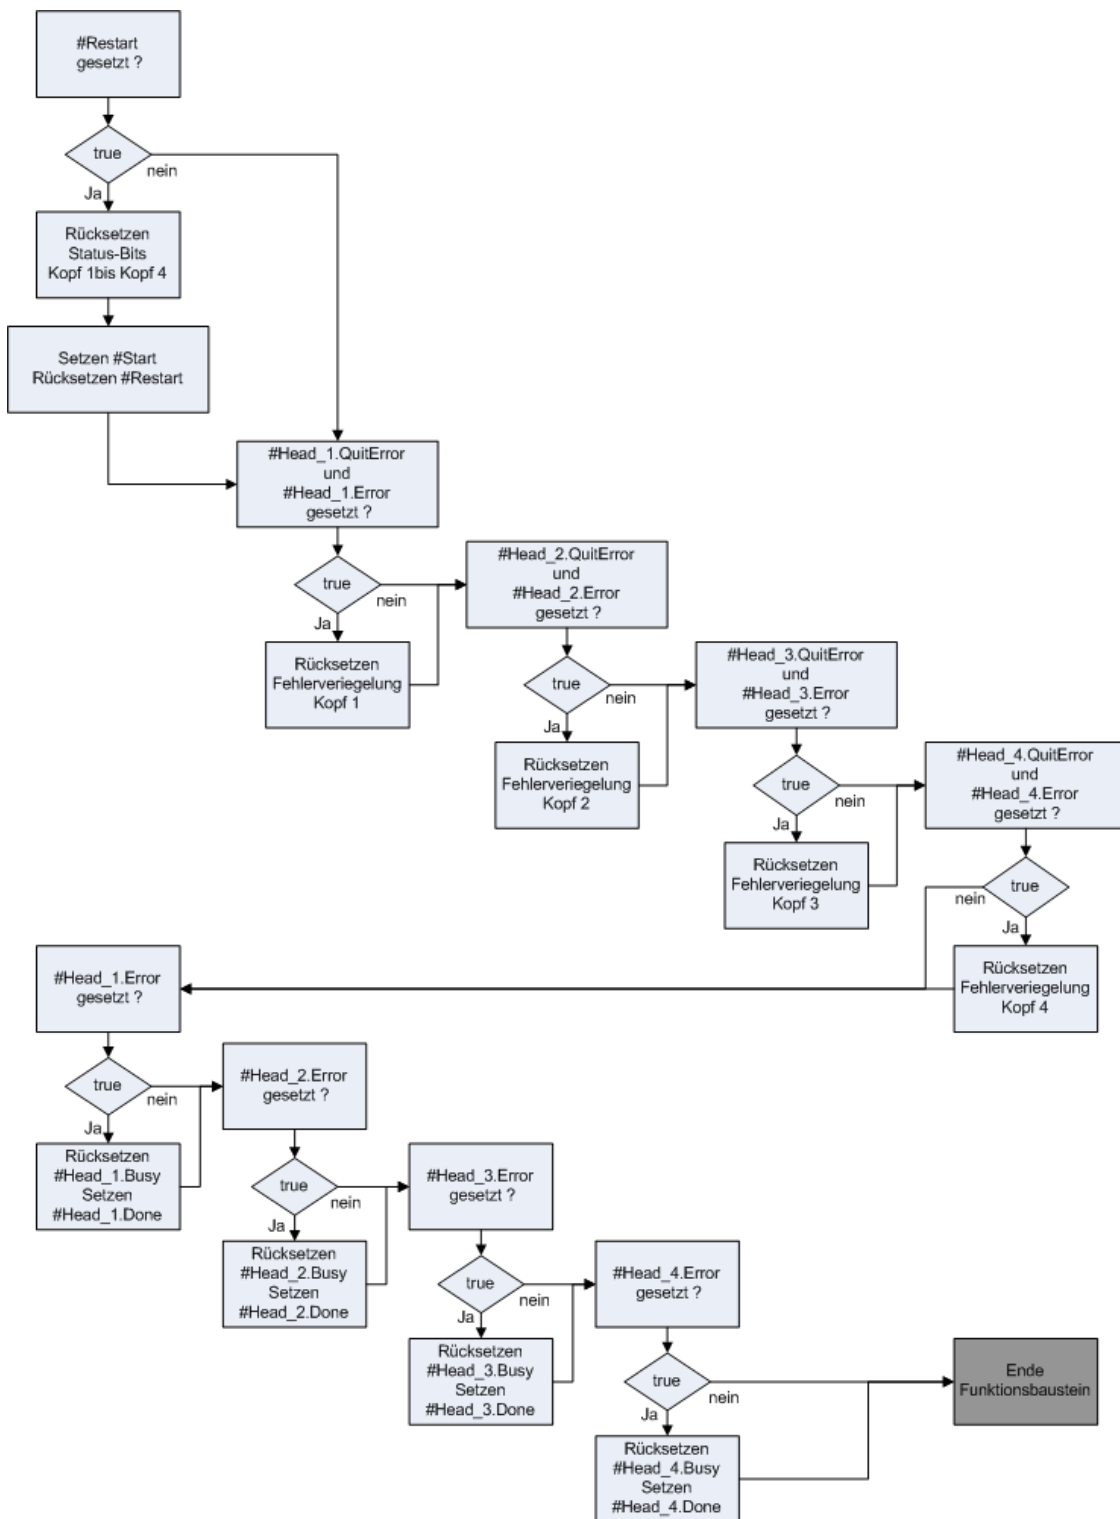 #Restart
gesetzt ?
true
nein
Ja
Rücksetzen
Status-Bits
Kopf 1bis Kopf 4
Setzen #Start
Rücksetzen #Restart
#Head_1.QuitError
und
#Head_1.Error
gesetzt ?
true
nein
Ja
Rücksetzen
Fehlerveriegelung
Kopf 1
#Head_2.QuitError
und
#Head_2.Error
gesetzt ?
true
nein
Ja
Rücksetzen
Fehlerveriegelung
Kopf 2
#Head_3.QuitError
und
#Head_3.Error
gesetzt ?
true
nein
Ja
Rücksetzen
Fehlerveriegelung
Kopf 3
#Head_4.QuitError
und
#Head_4.Error
gesetzt ?
true
nein
Ja
Rücksetzen
Fehlerveriegelung
Kopf 4
#Head_1.Error
gesetzt ?
true
nein
Ja
Rücksetzen
#Head_1.Busy
Setzen
#Head_1.Done
#Head_2.Error
gesetzt ?
true
nein
Ja
Rücksetzen
#Head_2.Busy
Setzen
#Head_2.Done
#Head_3.Error
gesetzt ?
true
nein
Ja
Rücksetzen
#Head_3.Busy
Setzen
#Head_3.Done
#Head_4.Error
gesetzt ?
true
nein
Ja
Rücksetzen
#Head_4.Busy
Setzen
#Head_4.Done
Ende
Funktionsbaustein